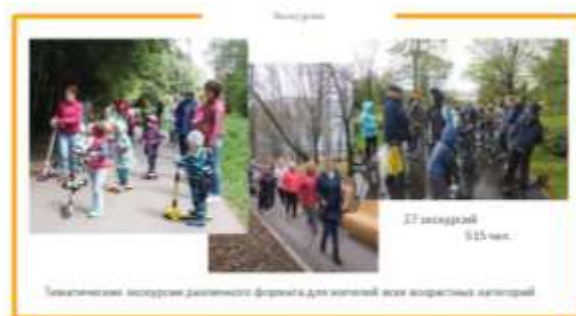 Экскурсии
27 экскурсий
515 чел.
Тематические экскурсии различного формата для жителей всех возрастных категорий